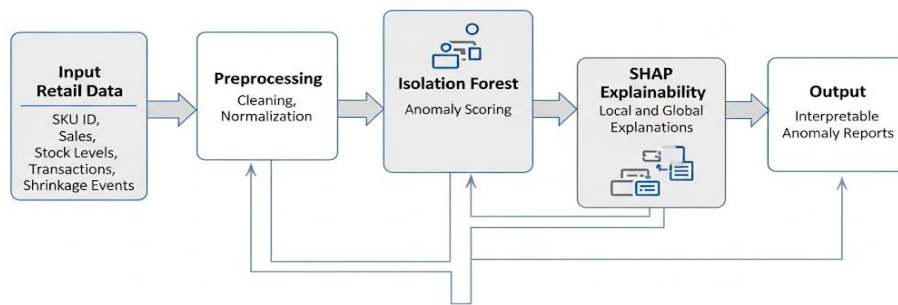 Input
Retail Data
SKU ID,
Sales,
Stock Levels,
Transactions,
Shrinkage Events
Preprocessing
Cleaning,
Normalization
Isolation Forest
Anomaly Scoring
SHAP
Explainability
Local and Global
Explanations
Output
Interpretable
Anomaly Reports